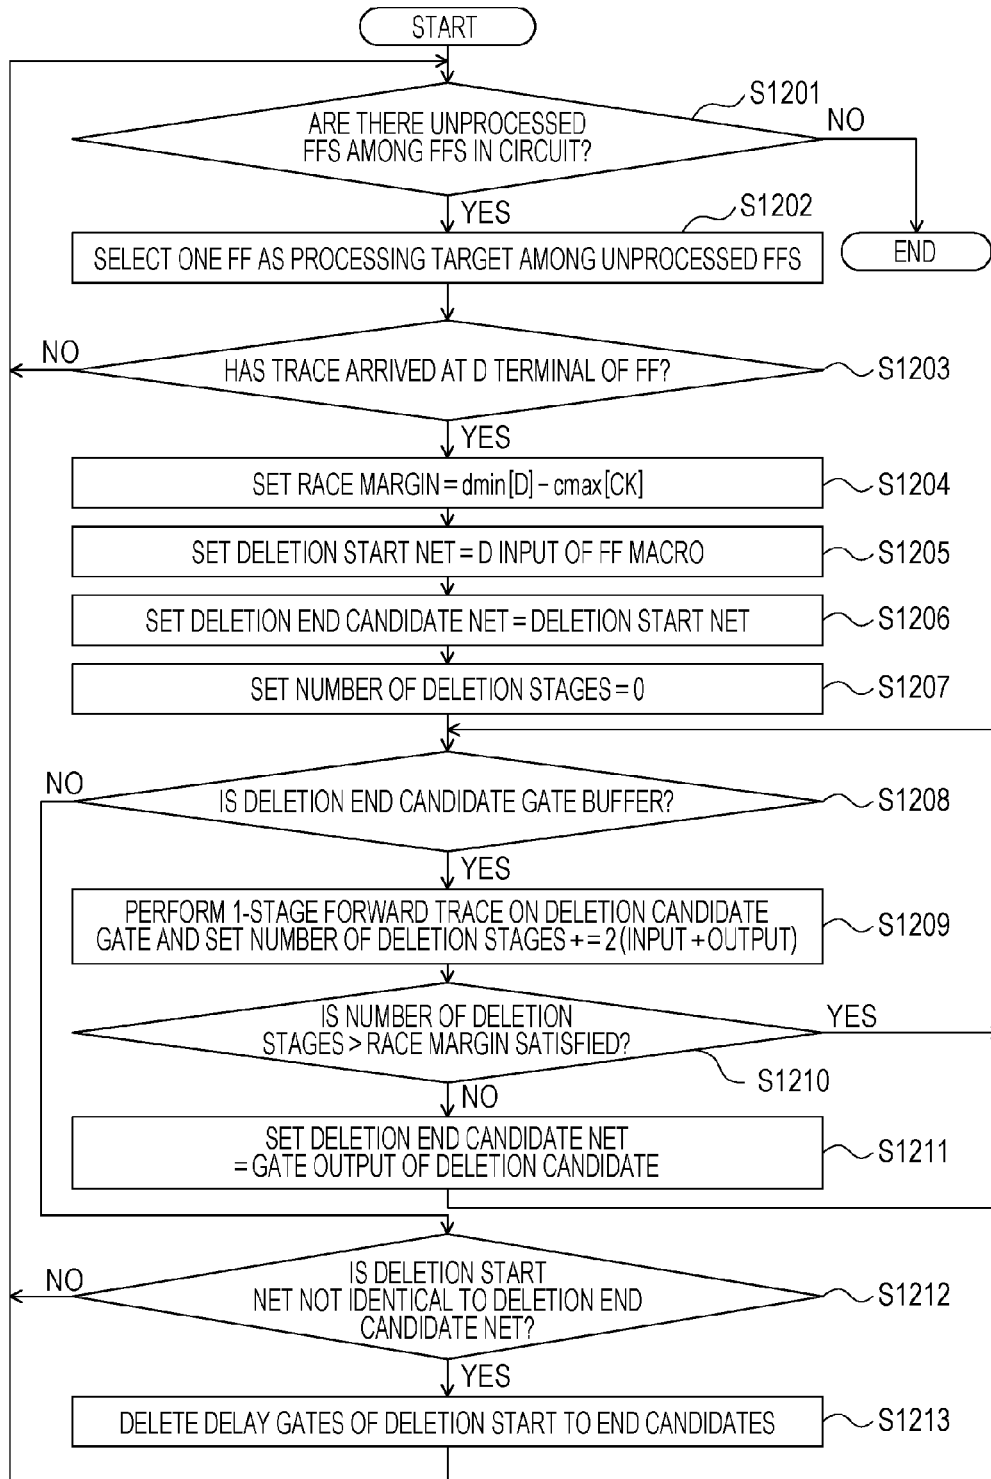 START
S1201
ARE THERE UNPROCESSED
FFS AMONG FFS IN CIRCUIT?
NO
YES
S1202
SELECT ONE FF AS PROCESSING TARGET AMONG UNPROCESSED FFS
END
NO
HAS TRACE ARRIVED AT D TERMINAL OF FF?
S1203
YES
SET RACE MARGIN = dmin[D] – cmax[CK]
S1204
SET DELETION START NET = D INPUT OF FF MACRO
S1205
SET DELETION END CANDIDATE NET = DELETION START NET
S1206
SET NUMBER OF DELETION STAGES = 0
S1207
NO
IS DELETION END CANDIDATE GATE BUFFER?
S1208
YES
PERFORM 1-STAGE FORWARD TRACE ON DELETION CANDIDATE
GATE AND SET NUMBER OF DELETION STAGES + = 2 (INPUT + OUTPUT)
S1209
IS NUMBER OF DELETION
STAGES > RACE MARGIN SATISFIED?
YES
S1210
NO
SET DELETION END CANDIDATE NET
= GATE OUTPUT OF DELETION CANDIDATE
S1211
NO
IS DELETION START
NET NOT IDENTICAL TO DELETION END
CANDIDATE NET?
S1212
YES
DELETE DELAY GATES OF DELETION START TO END CANDIDATES
S1213